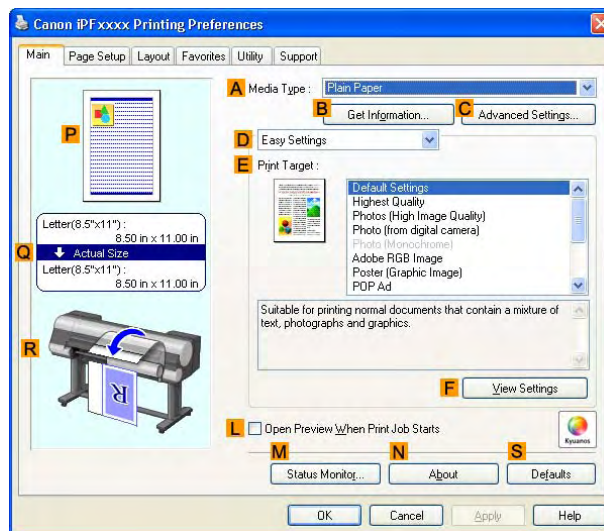 Canon iPFxxxx Printing Preferences
Main Page Setup Layout Favorites Utility Support
A Media Type : Plain Paper
B Get Information... C Advanced Settings...
D Easy Settings
E Print Target :
P
Default Settings
Highest Quality
Photos (High Image Quality)
Photo (from digital camera)
Photo (Monochrome)
Adobe RGB Image
Poster (Graphic Image)
POP Ad
Letter(8.5"x11") :
8.50 in x 11.00 in
Q Actual Size
Letter(8.5"x11") :
8.50 in x 11.00 in
Suitable for printing normal documents that contain a mixture of
text, photographs and graphics.
R
R
F View Settings
L Open Preview When Print Job Starts
Kyuanos
M N S
Status Monitor... About Defaults
OK Cancel Apply Help